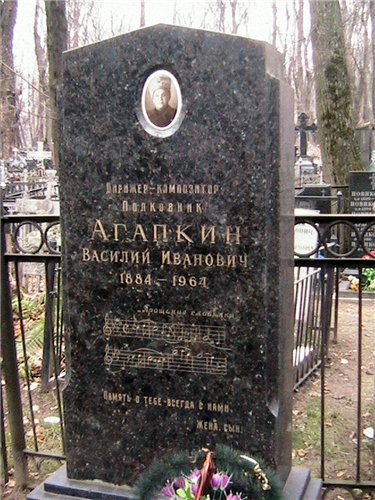 Дирижер-композитор
Полковник
Агапкин
Василий Иванович
1884–1964
"Прощание славянки"
Память о тебе-всегда с нами.
Жена, сын.